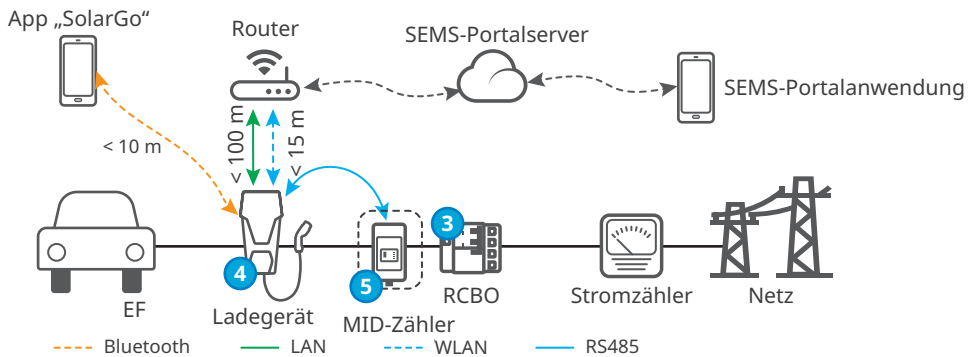 App „SolarGo“
Router
SEMS-Portalserver
SEMS-Portalanwendung
< 10 m
< 100 m
< 15 m
3
4
5
EF
Ladegerät
MID-Zähler
RCBO
Stromzähler
Netz
Bluetooth
LAN
WLAN
RS485